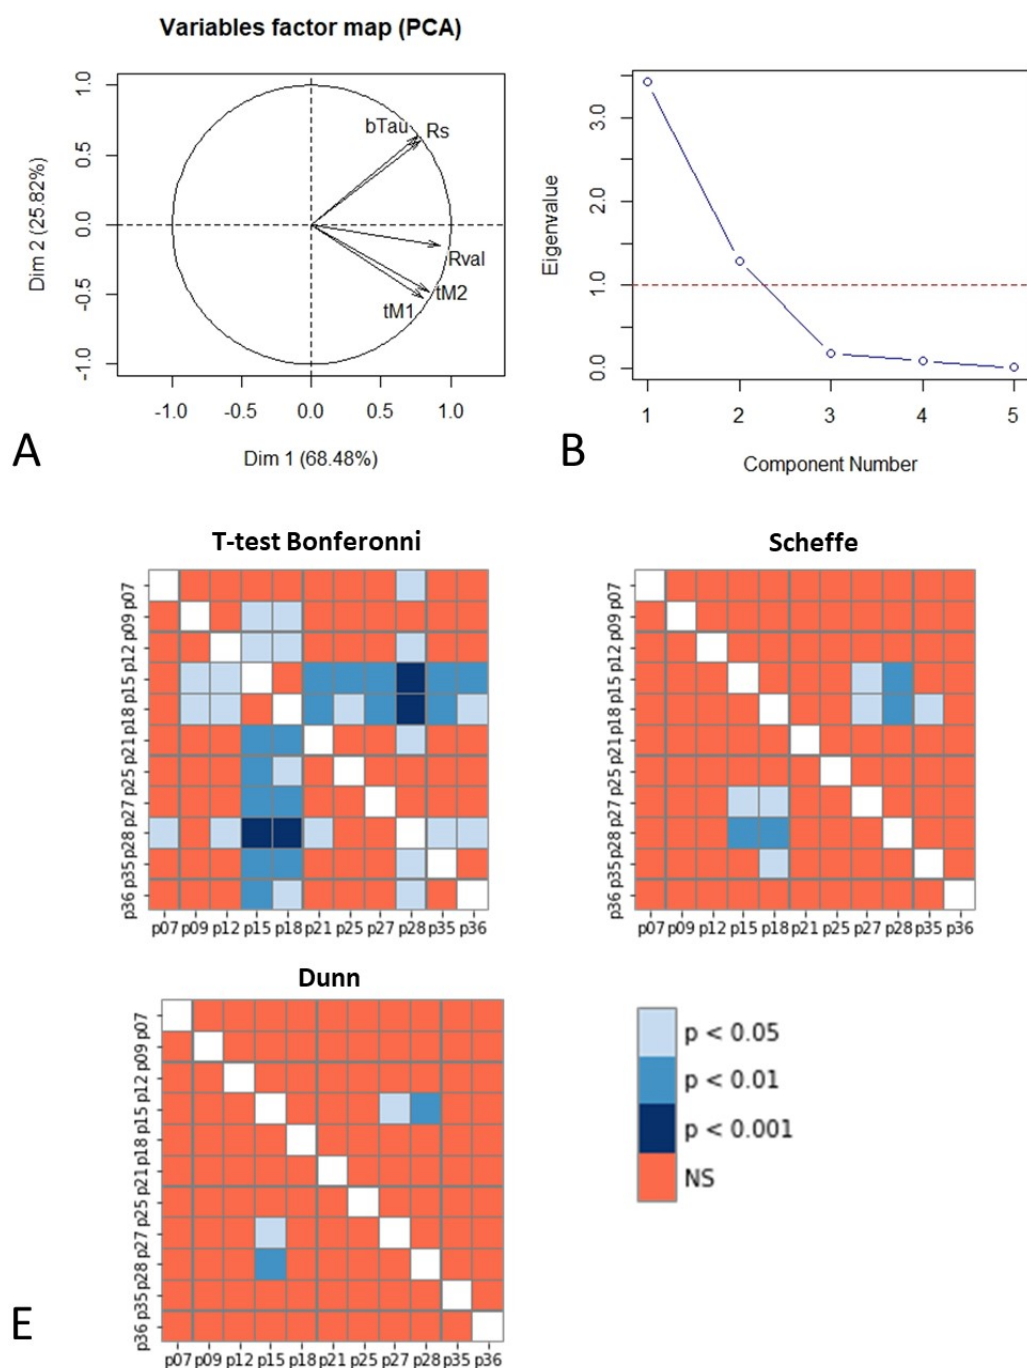 Variables factor map (PCA)
Dim 2 (25.82%)
1.0
0.5
0.0
-0.5
-1.0
bTau
Rs
Rval
tM2
tM1
-1.0 -0.5 0.0 0.5 1.0
Dim 1 (68.48%)
A
Eigenvalue
3.0
2.0
1.0
0.0
1 2 3 4 5
Component Number
B
T-test Bonferonni
p07
p09
p12
p15
p18
p21
p25
p27
p28
p35
p36
p07 p09 p12 p15 p18 p21 p25 p27 p28 p35 p36
Scheffe
p07
p09
p12
p15
p18
p21
p25
p27
p28
p35
p36
p07 p09 p12 p15 p18 p21 p25 p27 p28 p35 p36
Dunn
p07
p09
p12
p15
p18
p21
p25
p27
p28
p35
p36
p07 p09 p12 p15 p18 p21 p25 p27 p28 p35 p36
p < 0.05
p < 0.01
p < 0.001
NS
E